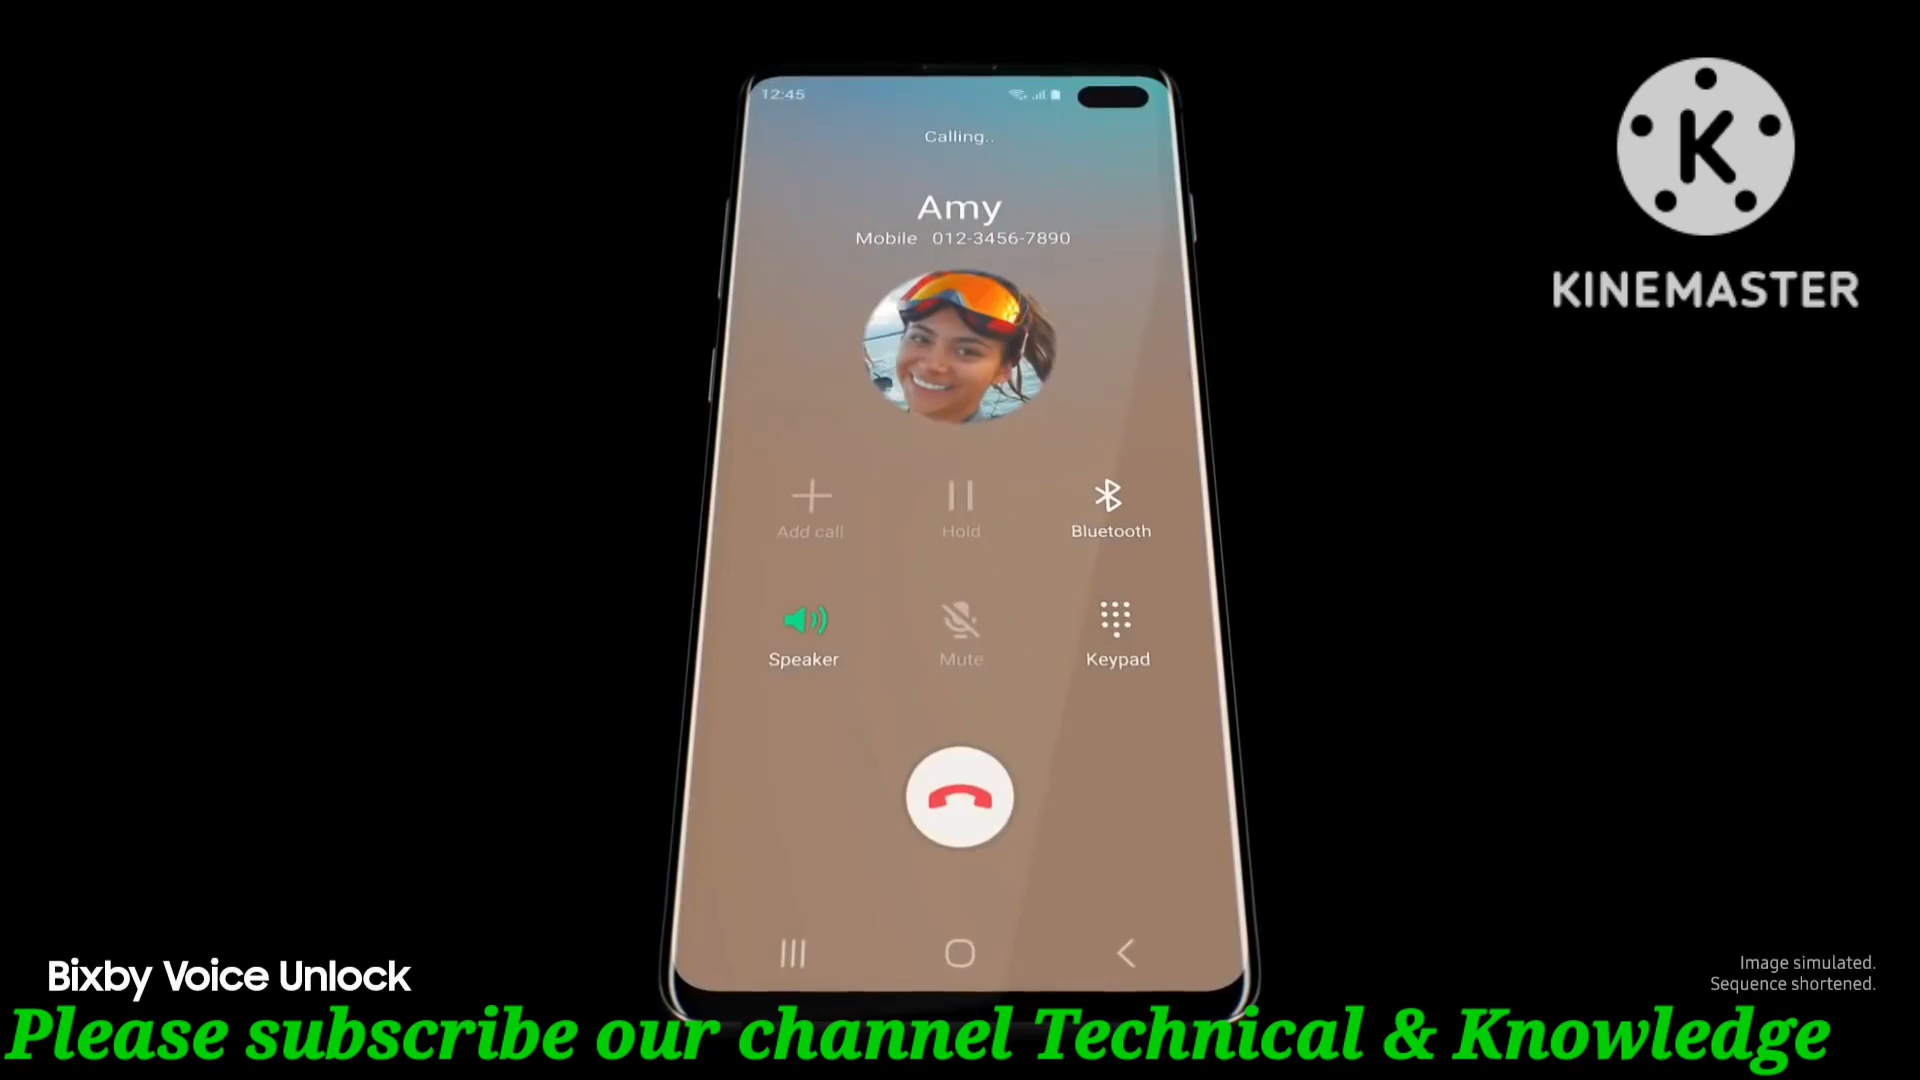 12:45
Calling..
Amy
Mobile 012-3456-7890
Add call
Hold
Bluetooth
Speaker
Mute
Keypad
K
KINEMASTER
Bixby Voice Unlock
Image simulated.
Sequence shortened.
Please subscribe our channel Technical & Knowledge